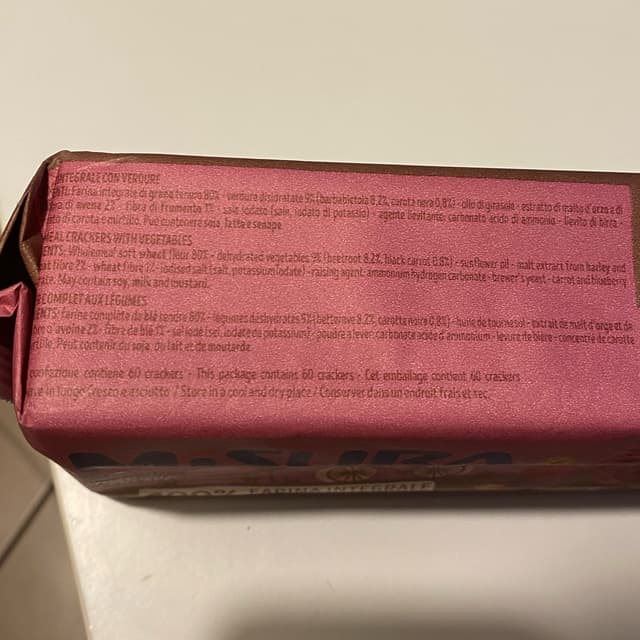 INTEGRALE CON VERDURE
Farina integrale di grano tenero 80% - verdura disidratate 9% (barbabietola 8,2%, carota nera 0,8%) - olio di girasole - estratto di malto d'orzo e di
di avena 2% - fibra di frumento 1% - sale iodato (sale, iodato di potassio) - agente lievitante: carbonato acido di ammonio - lievito di birra -
di carota e mirtillo. Può contenere soia, latte e senape.
MEAL CRACKERS WITH VEGETABLES
ENTS: Wholemeal soft wheat flour 80% - dehydrated vegetables 9% (beetroot 8.2%, black carrot 0.8%) - sunflower oil - malt extract from barley and
fibre 2% - wheat fibre 1% - iodised salt (salt, potassium iodate) - raising agent: ammonium hydrogen carbonate - brewer's yeast - carrot and blueberry
May contain soy, milk and mustard.
COMPLET AUX LÉGUMES
ENTS: farine complète de blé tendre 80% - légumes déshydratés 9% (betterave 8,2%, carotte noire 0,8%) - huile de tournesol - extrait de malt d'orge et de
d'avoine 2% - fibre de blé 1% - sel iodé (sel, iodate de potassium) - poudre à lever: carbonate acide d'ammonium - levure de bière - concentré de carotte
Peut contenir du soja, du lait et de moutarde.
confezione contiene 60 crackers - This package contains 60 crackers - Cet emballage contient 60 crackers
in luogo fresco e asciutto / Store in a cool and dry place / Conserver dans un endroit frais et sec.
MISURA
100% FARINA INTEGRALE